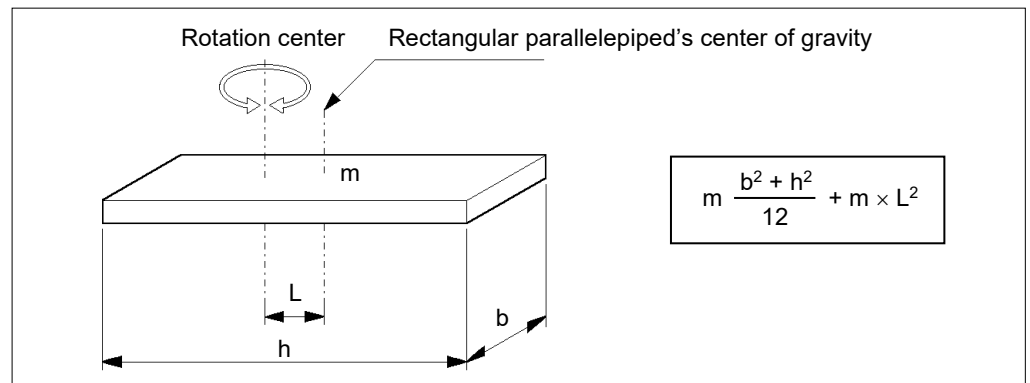 Rotation center
Rectangular parallelepiped's center of gravity
m
m b² + h² / 12 + m × L²
L
b
h